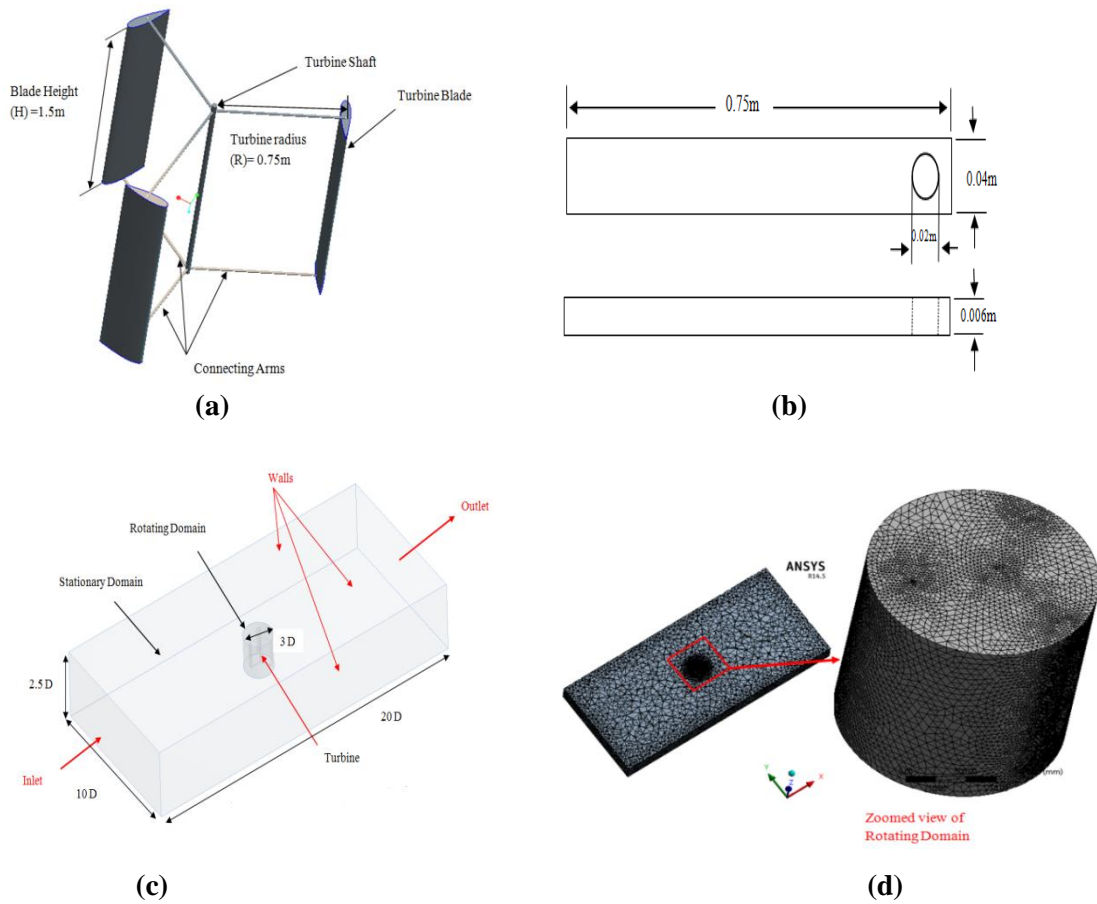 Turbine Shaft
Blade Height
(H) =1.5m
Turbine Blade
Turbine radius
(R)= 0.75m
Connecting Arms
(a)
0.75m
0.04m
0.02m
0.006m
(b)
Walls
Outlet
Rotating Domain
Stationary Domain
3 D
2.5 D
20 D
Turbine
Inlet
10 D
(c)
ANSYS
R14.5
Y
X
Z
(mm)
Zoomed view of
Rotating Domain
(d)